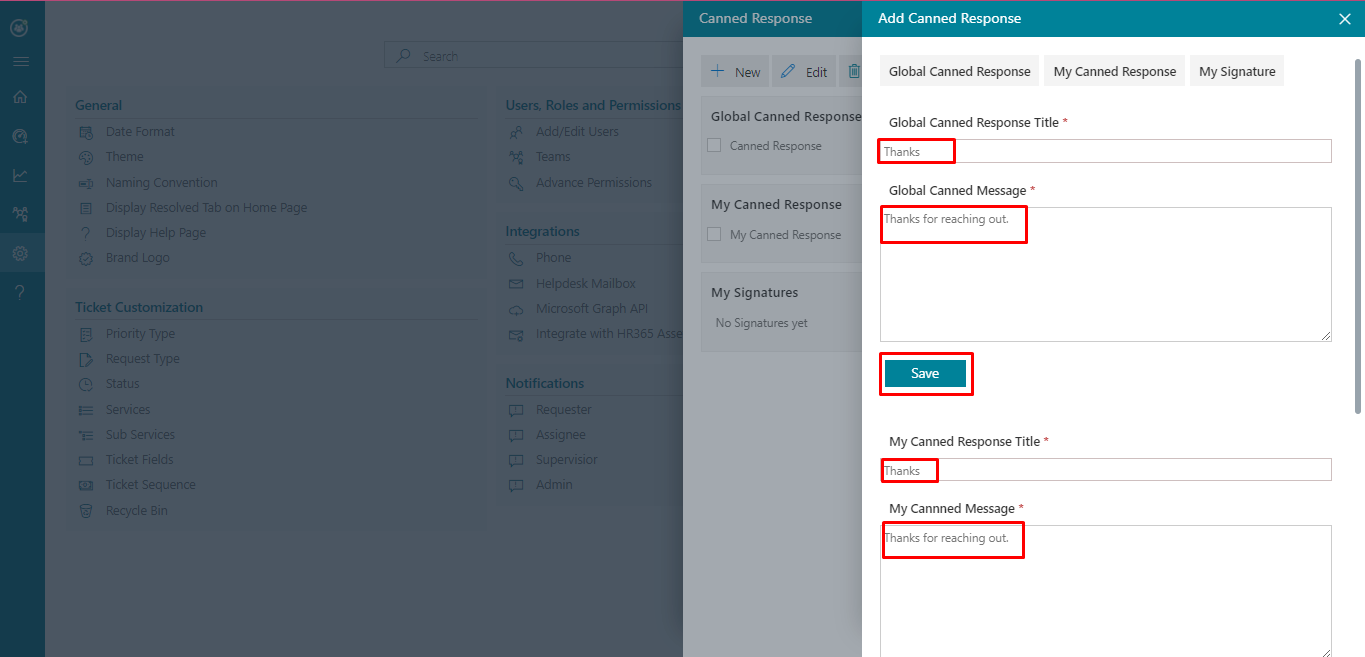 Search
General
Date Format
Theme
Naming Convention
Display Resolved Tab on Home Page
Display Help Page
Brand Logo
Ticket Customization
Priority Type
Request Type
Status
Services
Sub Services
Ticket Fields
Ticket Sequence
Recycle Bin
Users, Roles and Permissions
Add/Edit Users
Teams
Advance Permissions
Integrations
Phone
Helpdesk Mailbox
Microsoft Graph API
Integrate with HR365 Asse
Notifications
Requester
Assignee
Supervisior
Admin
Canned Response
New Edit
Global Canned Response
Canned Response
My Canned Response
My Canned Response
My Signatures
No Signatures yet
Add Canned Response
Global Canned Response My Canned Response My Signature
Global Canned Response Title *
Thanks
Global Canned Message *
Thanks for reaching out.
Save
My Canned Response Title *
Thanks
My Cannned Message *
Thanks for reaching out.